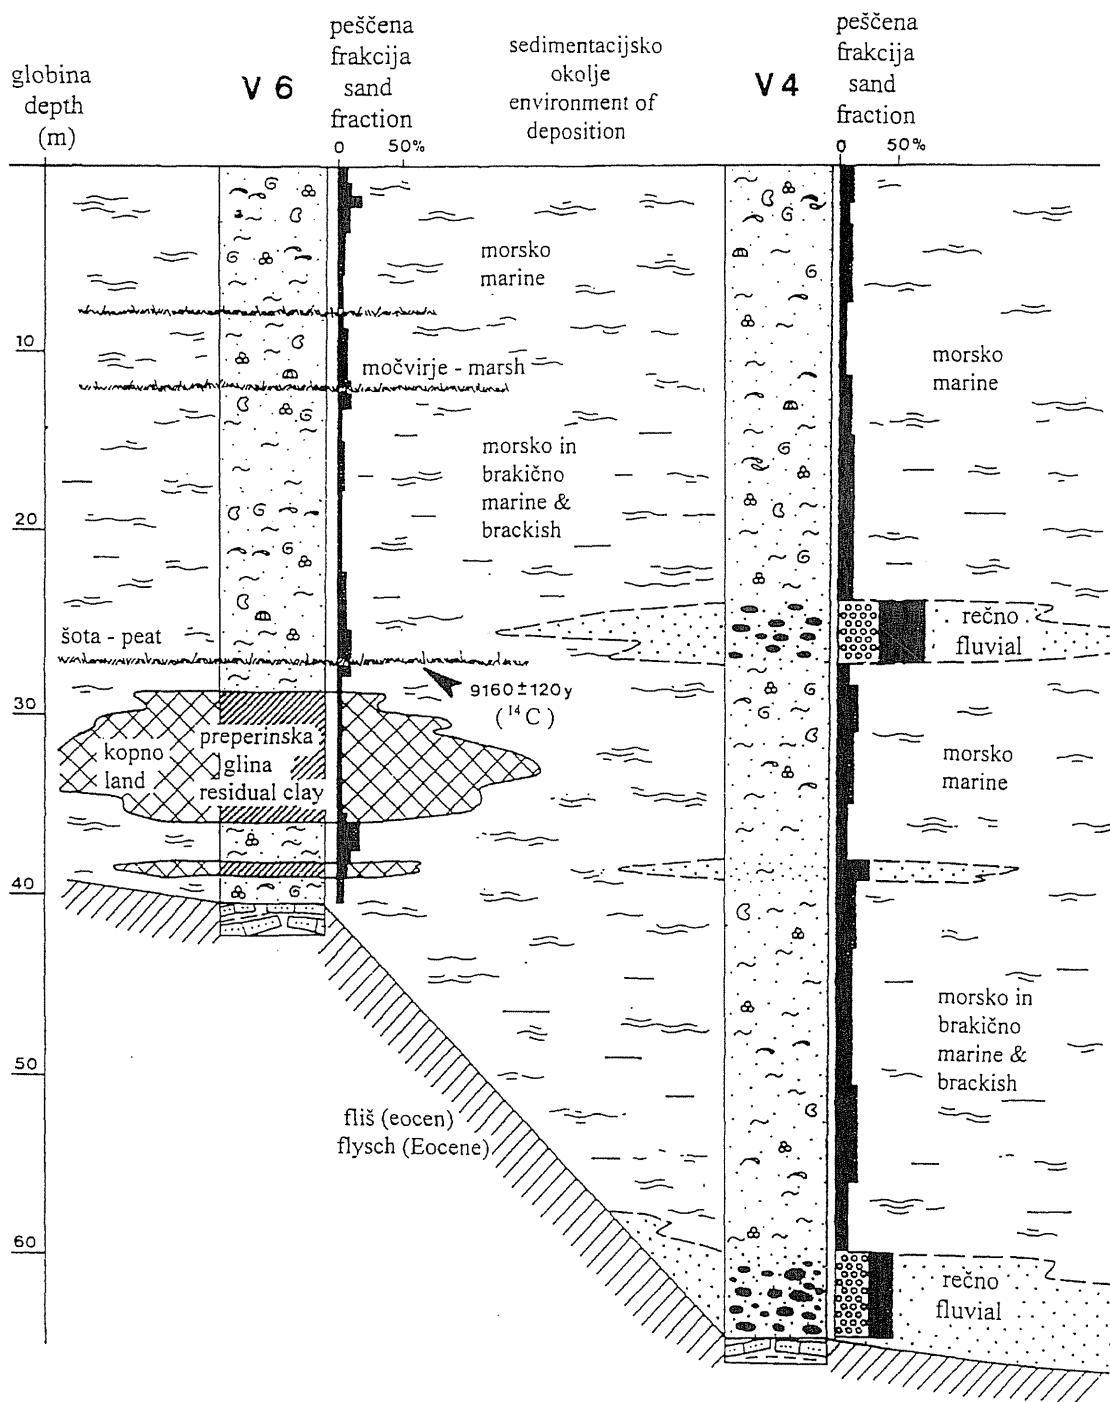 globina
depth
(m)
V 6
peščena
frakcija
sand
fraction
0 50%
sedimentacijsko
okolje
environment of
deposition
V 4
peščena
frakcija
sand
fraction
0 50%
morsko
marine
10
močvirje - marsh
morsko
marine
morsko in
brakično
marine &
brackish
20
šota - peat
rečno
fluvial
9160±120y
(¹⁴C)
30
kopno
land
preperinska
glina
residual clay
morsko
marine
40
morsko in
brakično
marine &
brackish
50
fliš (eocen)
flysch (Eocene)
60
rečno
fluvial